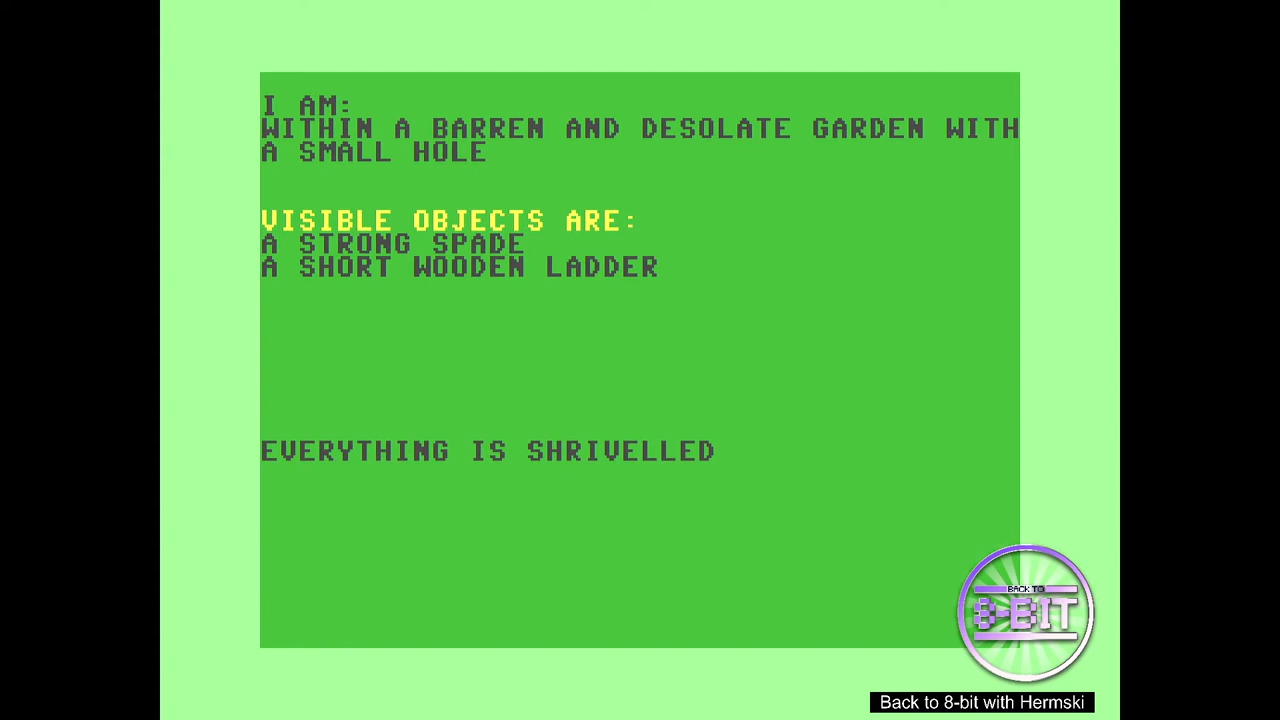 I AM:
WITHIN A BARREN AND DESOLATE GARDEN WITH
A SMALL HOLE
VISIBLE OBJECTS ARE:
A STRONG SPADE
A SHORT WOODEN LADDER
EVERYTHING IS SHRIVELLED
BACK TO
8-BIT
Back to 8-bit with Hermski